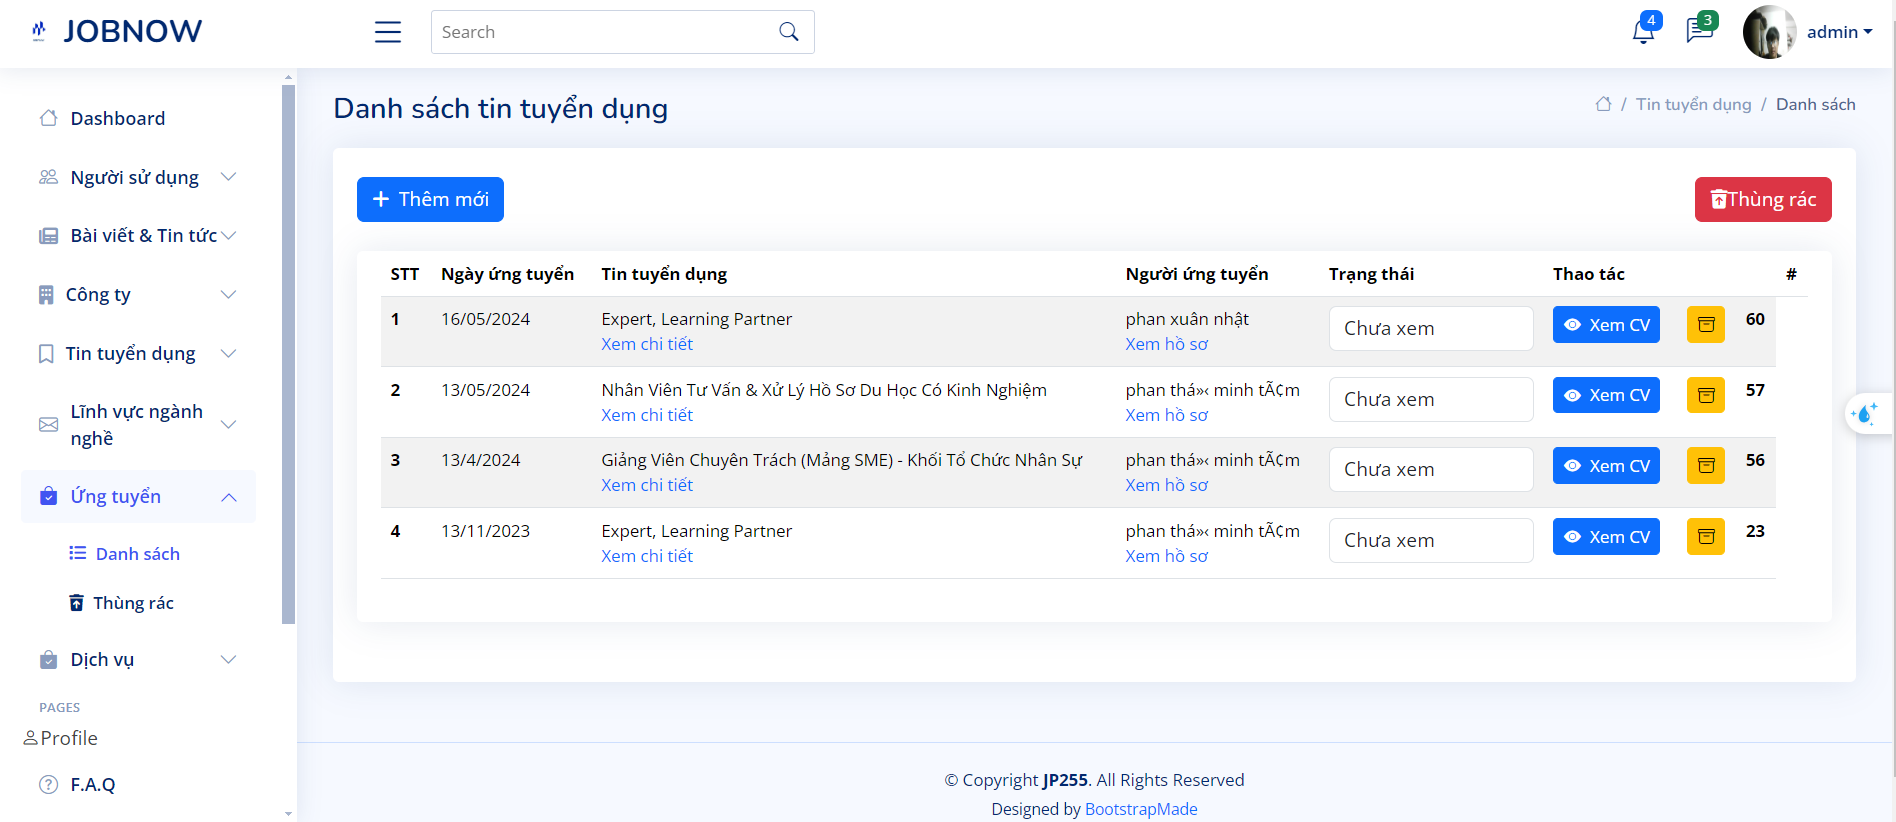 JOBNOW
Search
4
3
admin
Dashboard
Người sử dụng
Bài viết & Tin tức
Công ty
Tin tuyển dụng
Lĩnh vực ngành
nghề
Ứng tuyển
Danh sách
Thùng rác
Dịch vụ
PAGES
Profile
F.A.Q
Danh sách tin tuyển dụng
/ Tin tuyển dụng / Danh sách
Thêm mới
Thùng rác
STT Ngày ứng tuyển Tin tuyển dụng Người ứng tuyển Trạng thái Thao tác #
1 16/05/2024 Expert, Learning Partner phan xuân nhật Chưa xem Xem CV 60
Xem chi tiết Xem hồ sơ
2 13/05/2024 Nhân Viên Tư Vấn & Xử Lý Hồ Sơ Du Học Có Kinh Nghiệm phan thá»‹ minh tÃ¢m Chưa xem Xem CV 57
Xem chi tiết Xem hồ sơ
3 13/4/2024 Giảng Viên Chuyên Trách (Mảng SME) - Khối Tổ Chức Nhân Sự phan thá»‹ minh tÃ¢m Chưa xem Xem CV 56
Xem chi tiết Xem hồ sơ
4 13/11/2023 Expert, Learning Partner phan thá»‹ minh tÃ¢m Chưa xem Xem CV 23
Xem chi tiết Xem hồ sơ
© Copyright JP255. All Rights Reserved
Designed by BootstrapMade